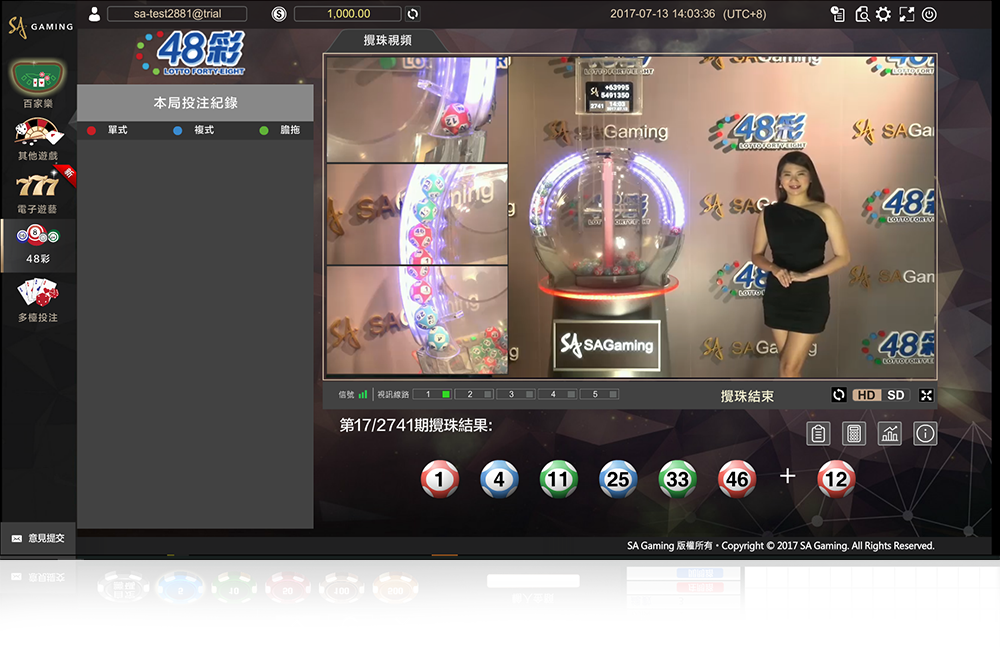 SA GAMING
sa-test2881@trial
1,000.00
2017-07-13 14:03:36 (UTC+8)
百家樂
其他遊戲
新
電子遊藝
48彩
多檯投注
意見提交
48彩
LOTTO FORTY-EIGHT
本局投注紀錄
單式
複式
膽拖
攪珠視頻
+63995
5491350
2741 14:03
SAGaming
48彩
LOTTO FORTY-EIGHT
SAGaming
信號
視訊線路
1
2
3
4
5
攪珠結束
HD
SD
第17/2741期攪珠結果:
1
4
11
25
33
46
+
12
SA Gaming 版權所有・Copyright © 2017 SA Gaming. All Rights Reserved.